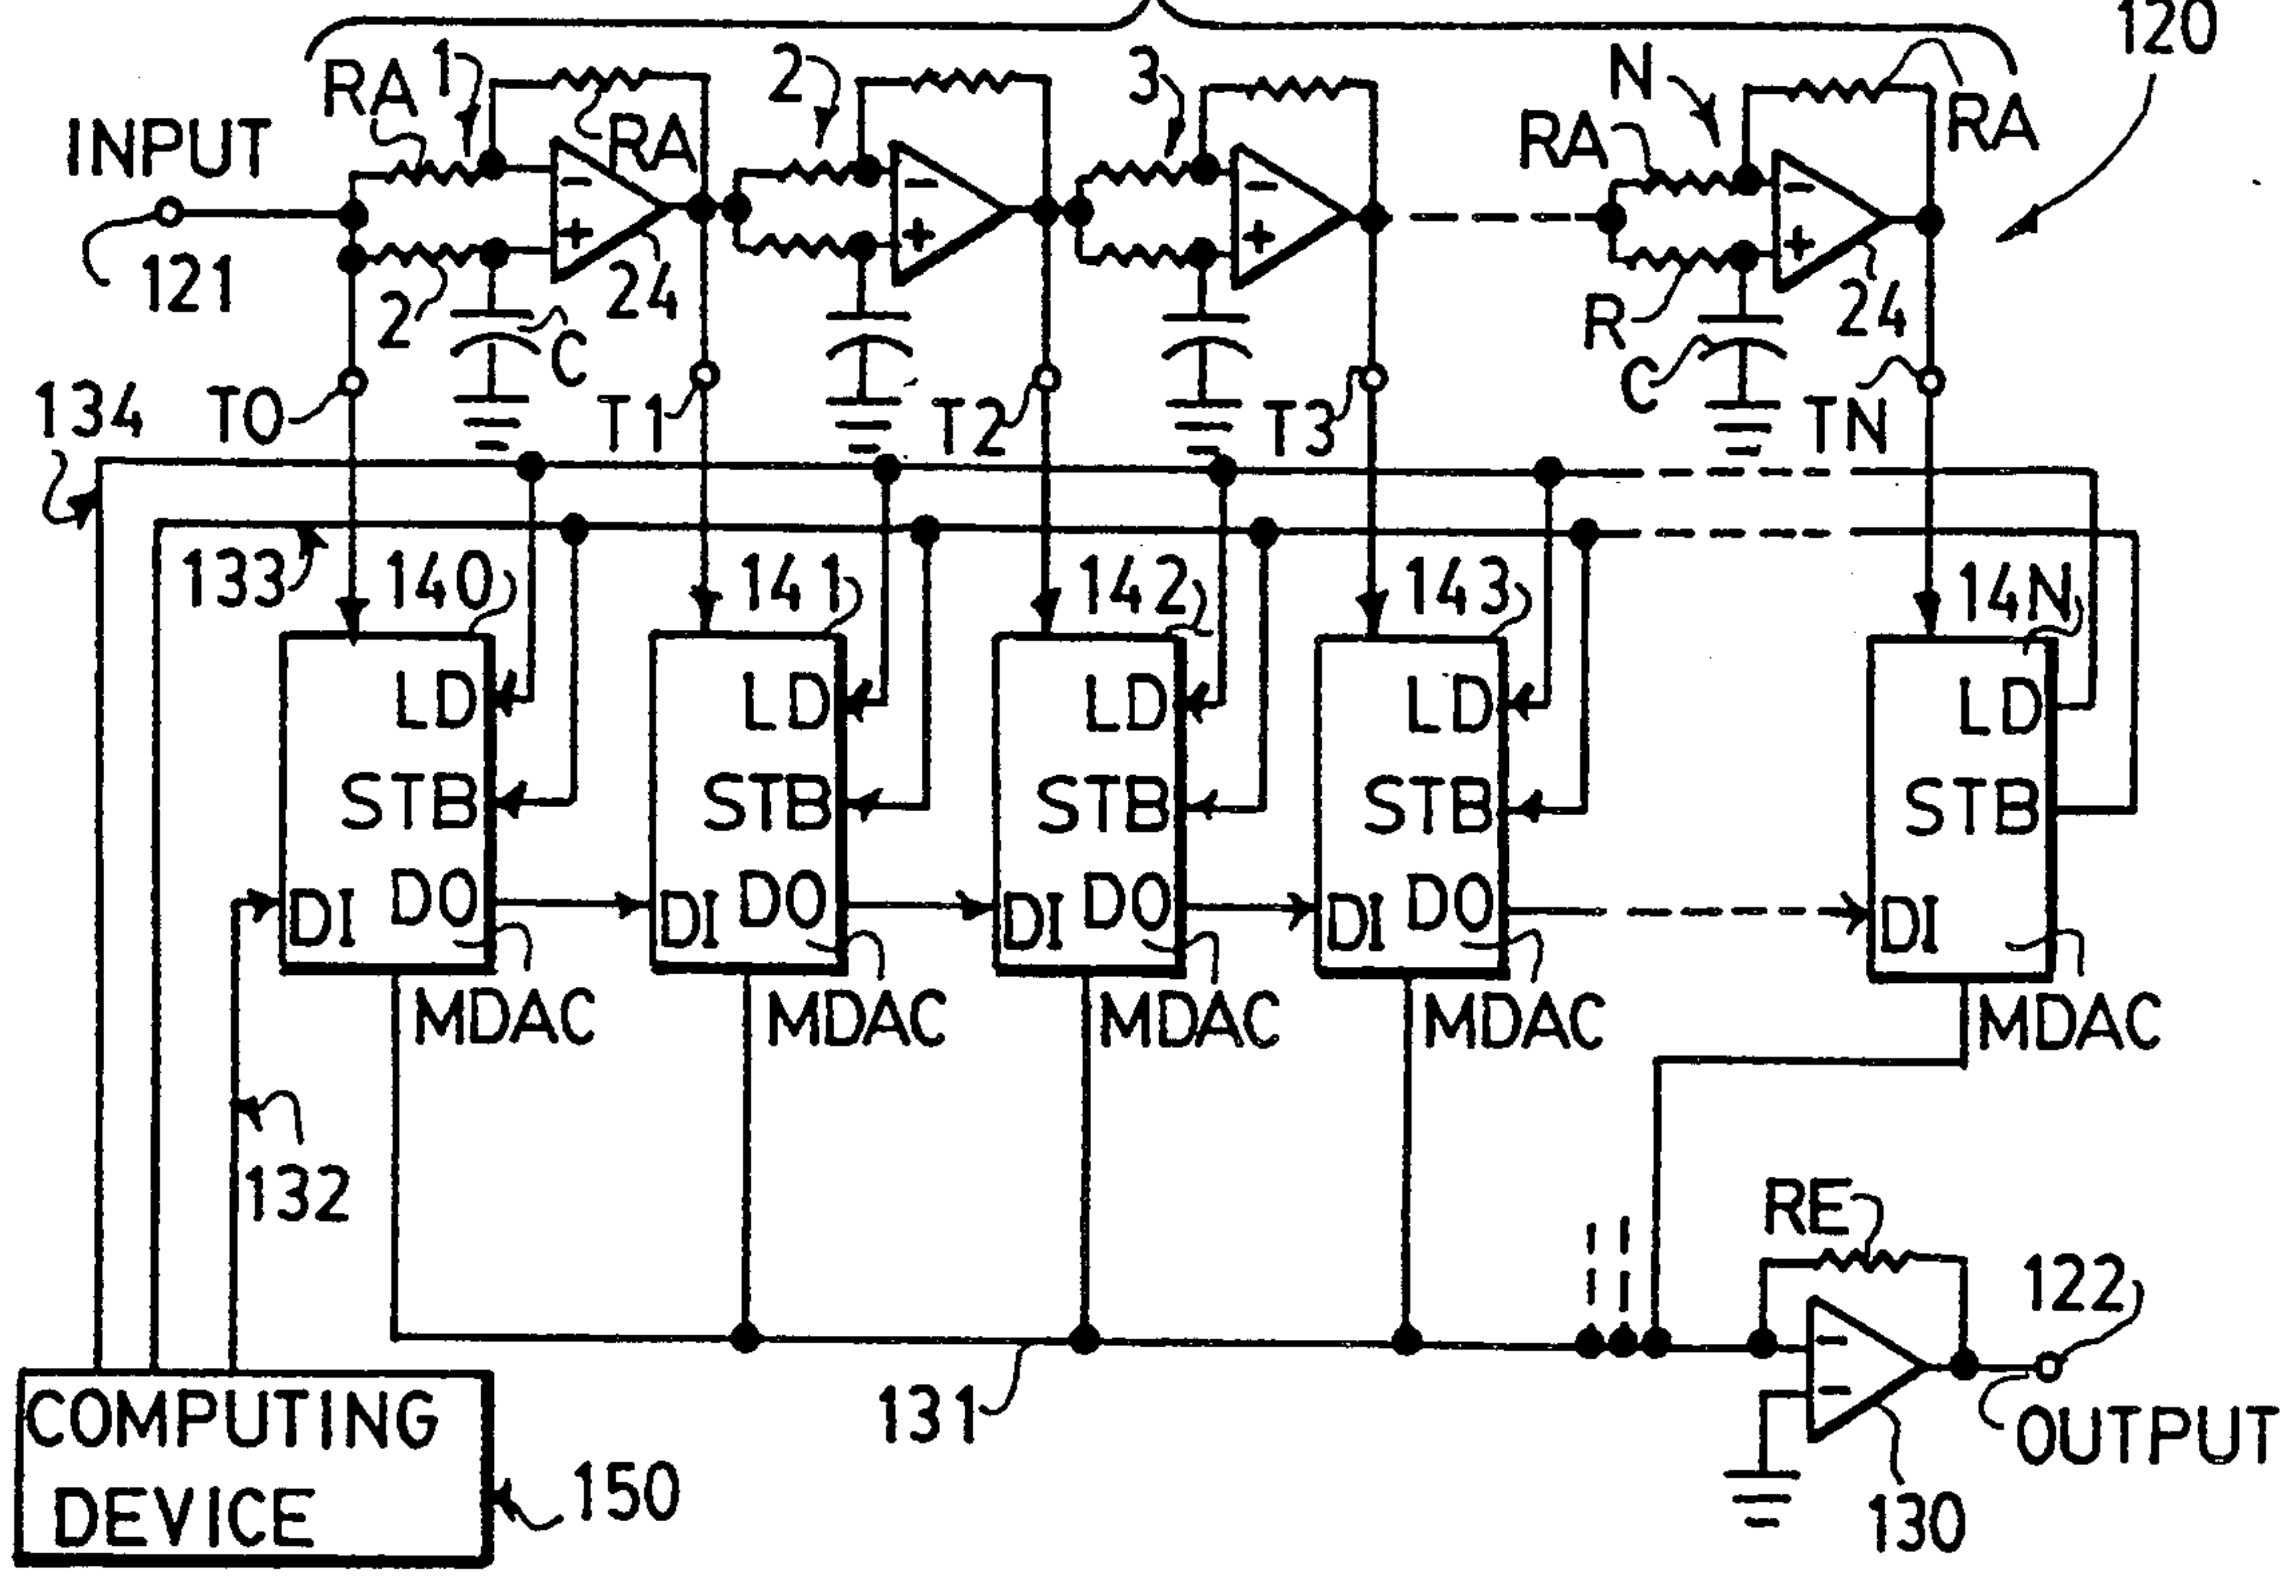 120
RA 1 2 3 N
INPUT RA RA RA
− − − −
+ + + +
121 2 24 C R C 24
134 T0 T1 T2 T3 TN
133 140 141 142 143 14N
LD LD LD LD LD
STB STB STB STB STB
DI DO DI DO DI DO DI DO DI
MDAC MDAC MDAC MDAC MDAC
132
RE
122
−
−
131 OUTPUT
COMPUTING
DEVICE
150 130